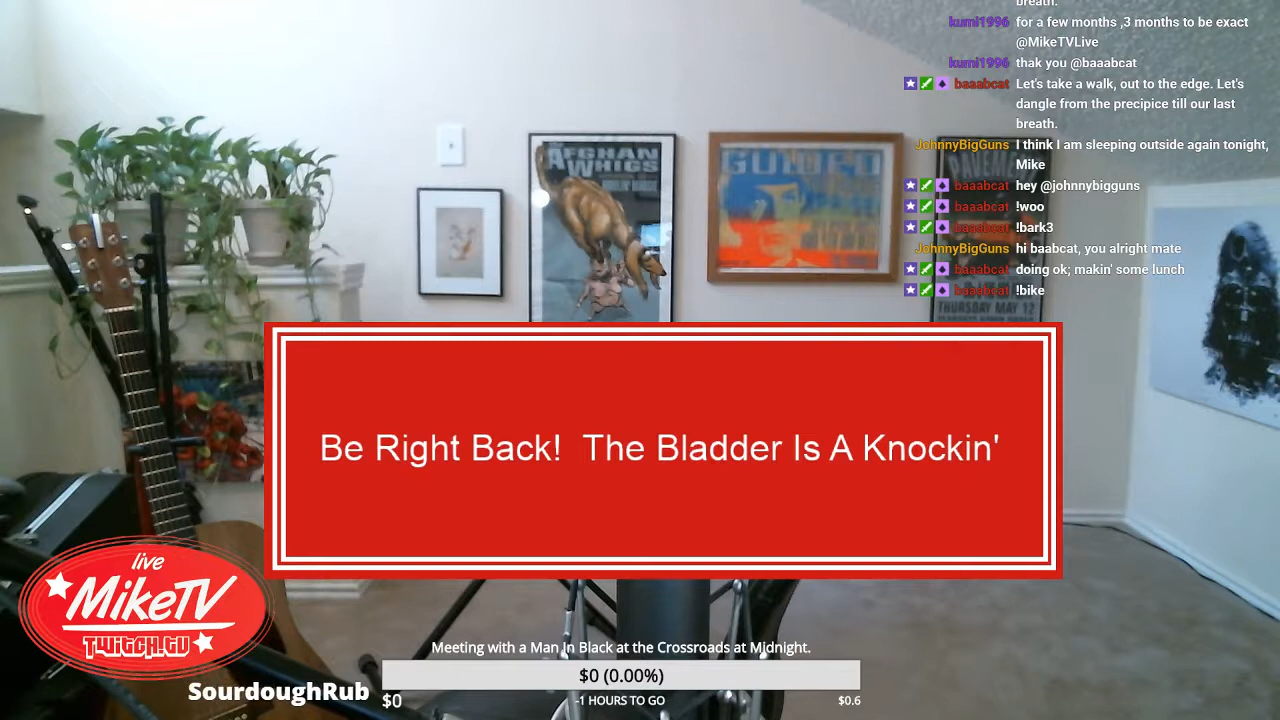 breath.
kumi1996 for a few months ,3 months to be exact
@MikeTVLive
kumi1996 thak you @baaabcat
baaabcat Let's take a walk, out to the edge. Let's
dangle from the precipice till our last
breath.
JohnnyBigGuns I think I am sleeping outside again tonight,
Mike
baaabcat hey @johnnybigguns
baaabcat !woo
baaabcat !bark3
JohnnyBigGuns hi baabcat, you alright mate
baaabcat doing ok; makin' some lunch
baaabcat !bike
AFGHAN
WHIGS
THURSDAY MAY 12
Be Right Back!  The Bladder Is A Knockin'
live
MikeTV
TWiTCH.TV
Meeting with a Man In Black at the Crossroads at Midnight.
$0 (0.00%)
SourdoughRub
$0
-1 HOURS TO GO
$0.6